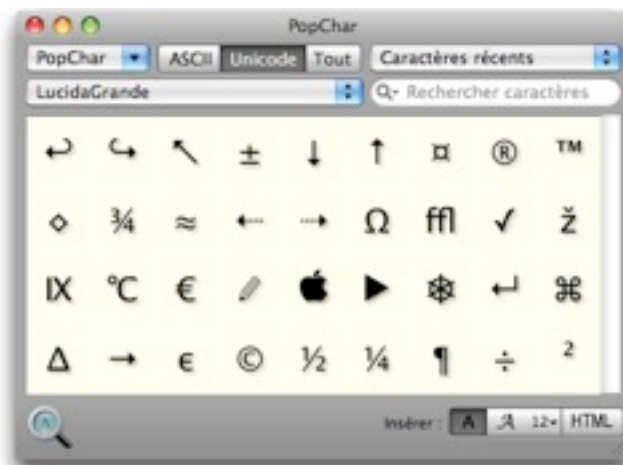 PopChar
PopChar ASCII Unicode Tout Caractères récents
LucidaGrande Rechercher caractères
↩ ↪ ↖ ± ↓ ↑ ¤ ® ™
⋄ ¾ ≈ ⇠ ⇢ Ω ffl ✓ ž
Ⅸ ℃ € ✎  ▶ ❄ ↵ ⌘
∆ → ϵ © ½ ¼ ¶ ÷ ²
Insérer : A A 12 HTML